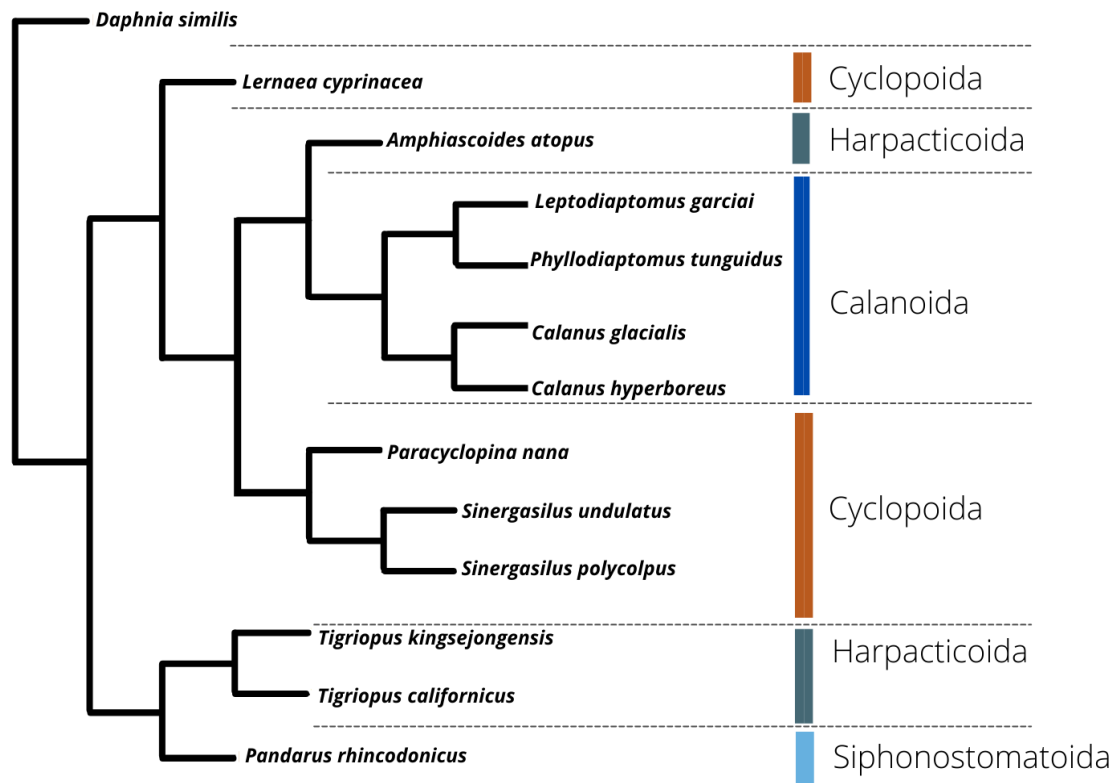 Daphnia similis
Lernaea cyprinacea
Cyclopoida
Amphiascoides atopus
Harpacticoida
Leptodiaptomus garciai
Phyllodiaptomus tunguidus
Calanoida
Calanus glacialis
Calanus hyperboreus
Paracyclopina nana
Sinergasilus undulatus
Cyclopoida
Sinergasilus polycolpus
Tigriopus kingsejongensis
Harpacticoida
Tigriopus californicus
Pandarus rhincodonicus
Siphonostomatoida